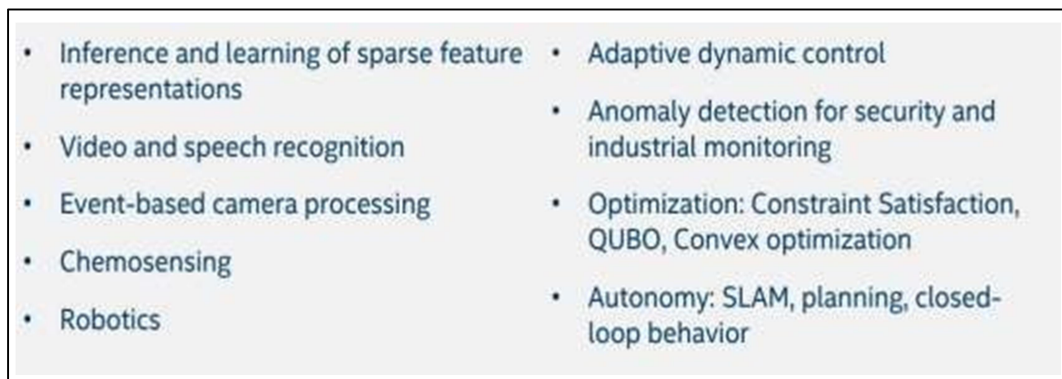 • Inference and learning of sparse feature
representations
• Video and speech recognition
• Event-based camera processing
• Chemosensing
• Robotics
• Adaptive dynamic control
• Anomaly detection for security and
industrial monitoring
• Optimization: Constraint Satisfaction,
QUBO, Convex optimization
• Autonomy: SLAM, planning, closed-
loop behavior